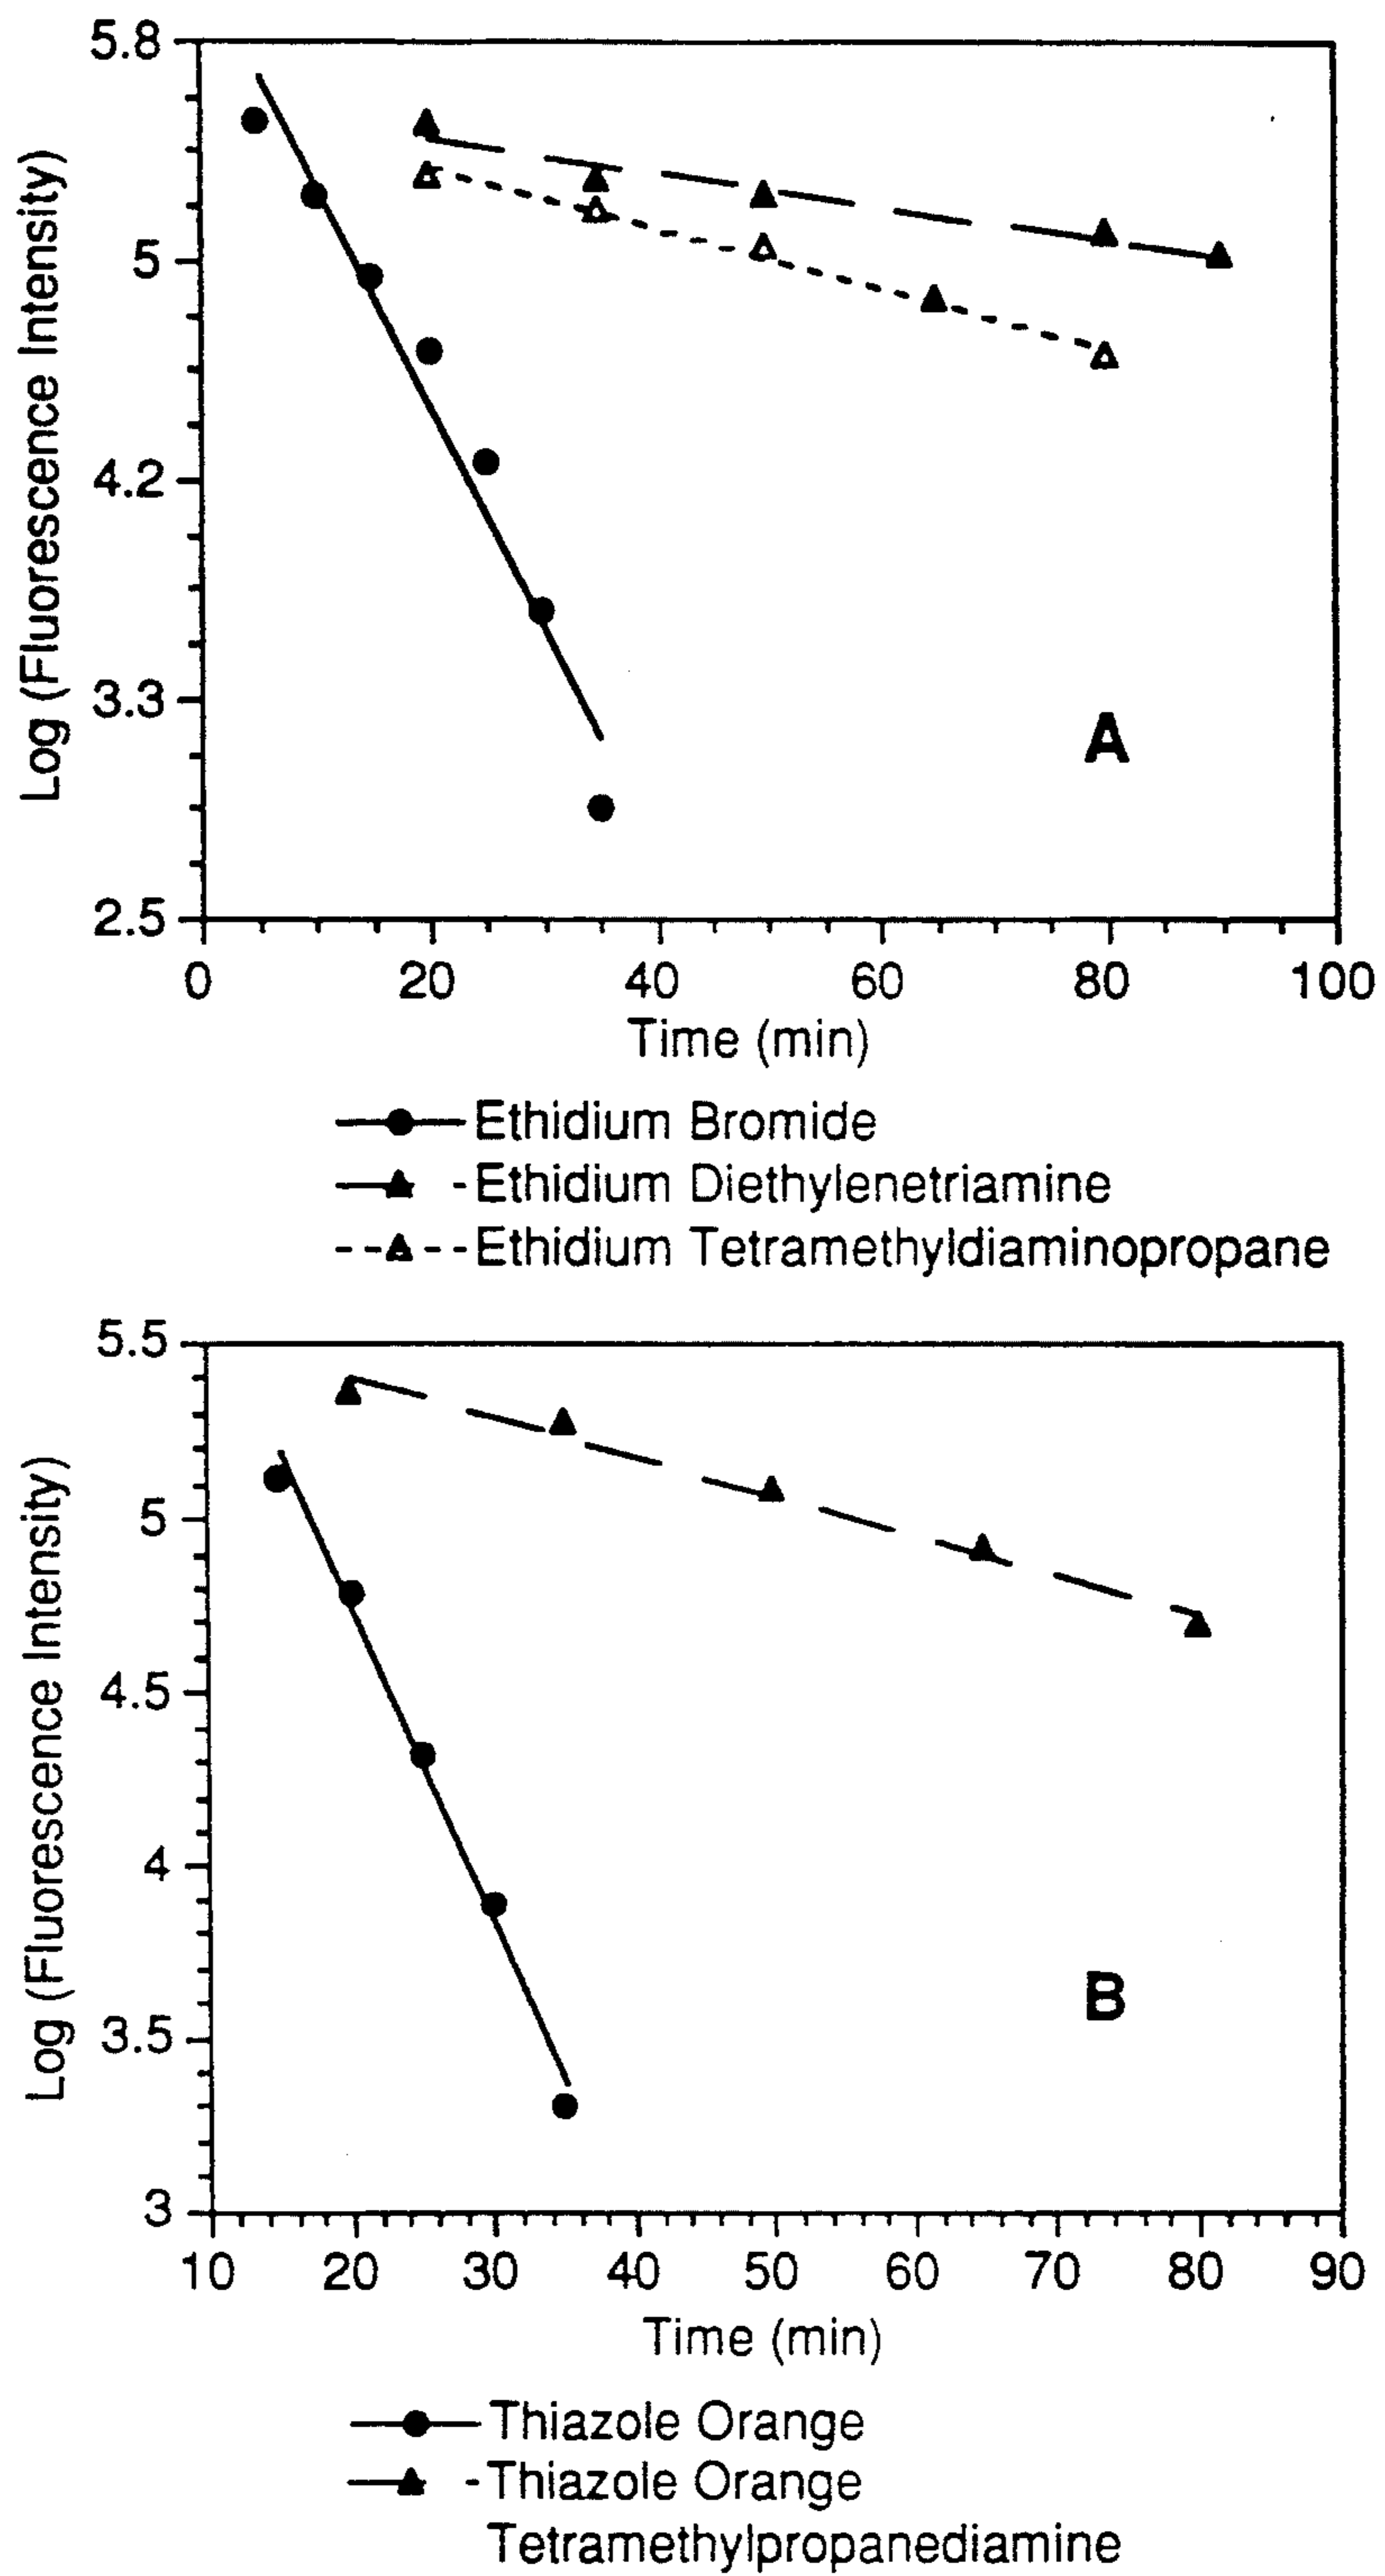 5.8
5
4.2
3.3
2.5
Log (Fluorescence Intensity)
A
0 20 40 60 80 100
Time (min)
Ethidium Bromide
Ethidium Diethylenetriamine
Ethidium Tetramethyldiaminopropane
5.5
5
4.5
4
3.5
3
Log (Fluorescence Intensity)
B
10 20 30 40 50 60 70 80 90
Time (min)
Thiazole Orange
Thiazole Orange
Tetramethylpropanediamine